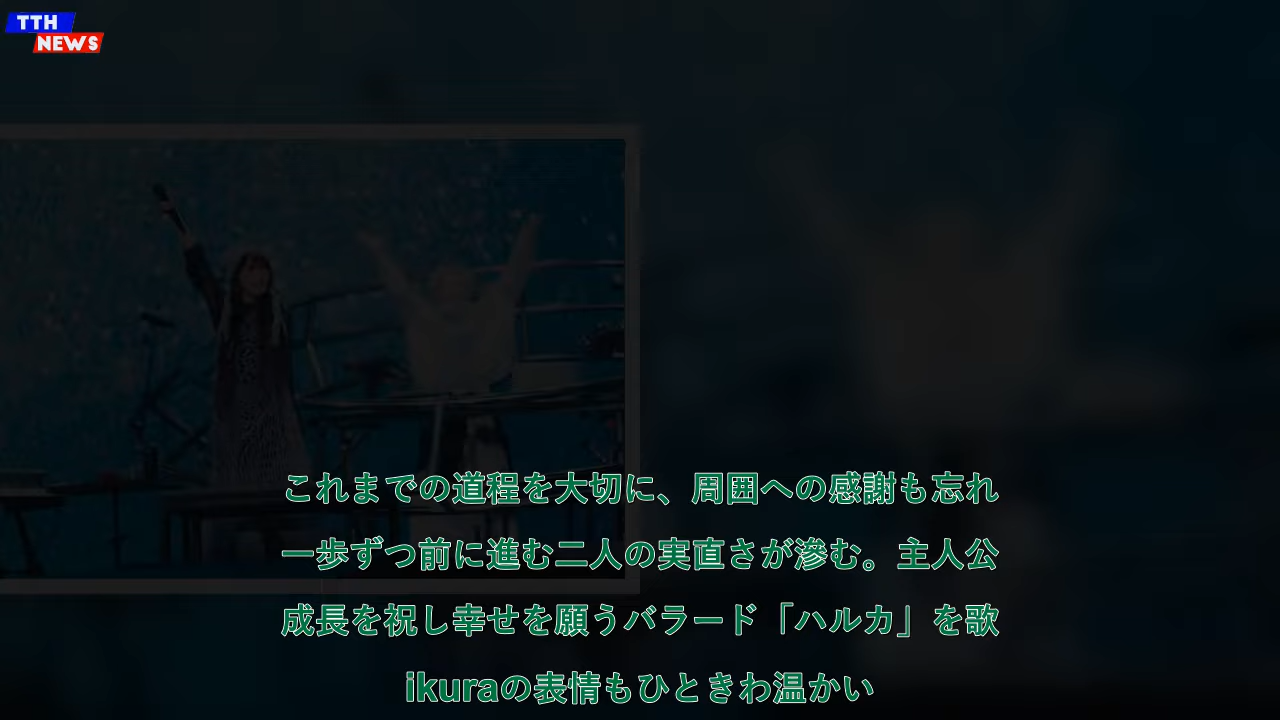 TTH
NEWS
これまでの道程を大切に、周囲への感謝も忘れ
一歩ずつ前に進む二人の実直さが滲む。主人公
成長を祝し幸せを願うバラード「ハルカ」を歌
ikuraの表情もひときわ温かい